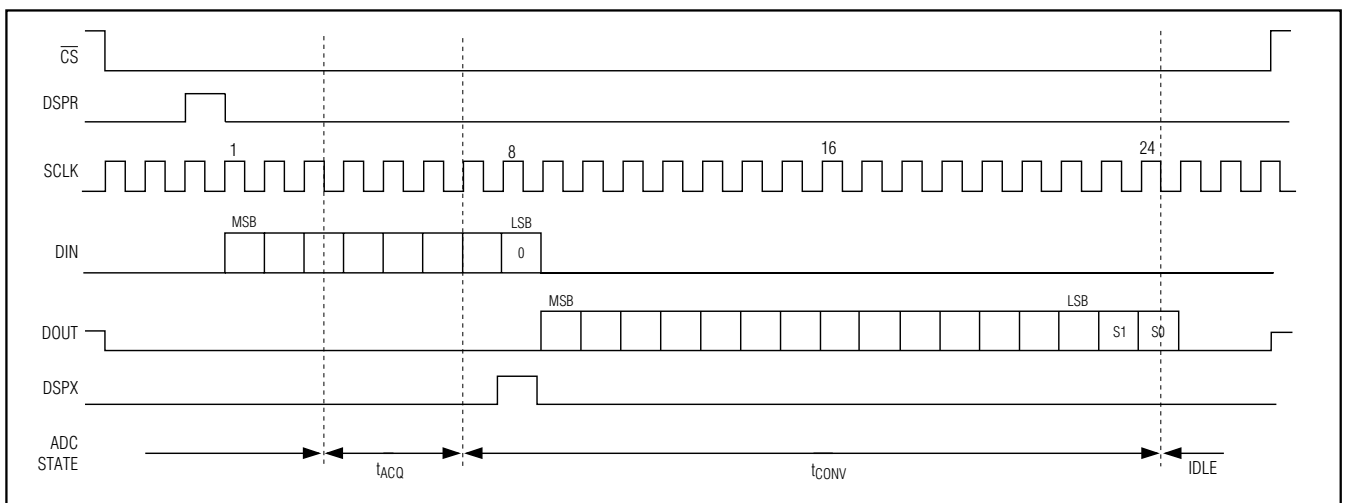 CS
DSPR
SCLK
1
8
16
24
DIN
MSB
LSB
0
DOUT
MSB
LSB
S1
S0
DSPX
ADC
STATE
tACQ
tCONV
IDLE